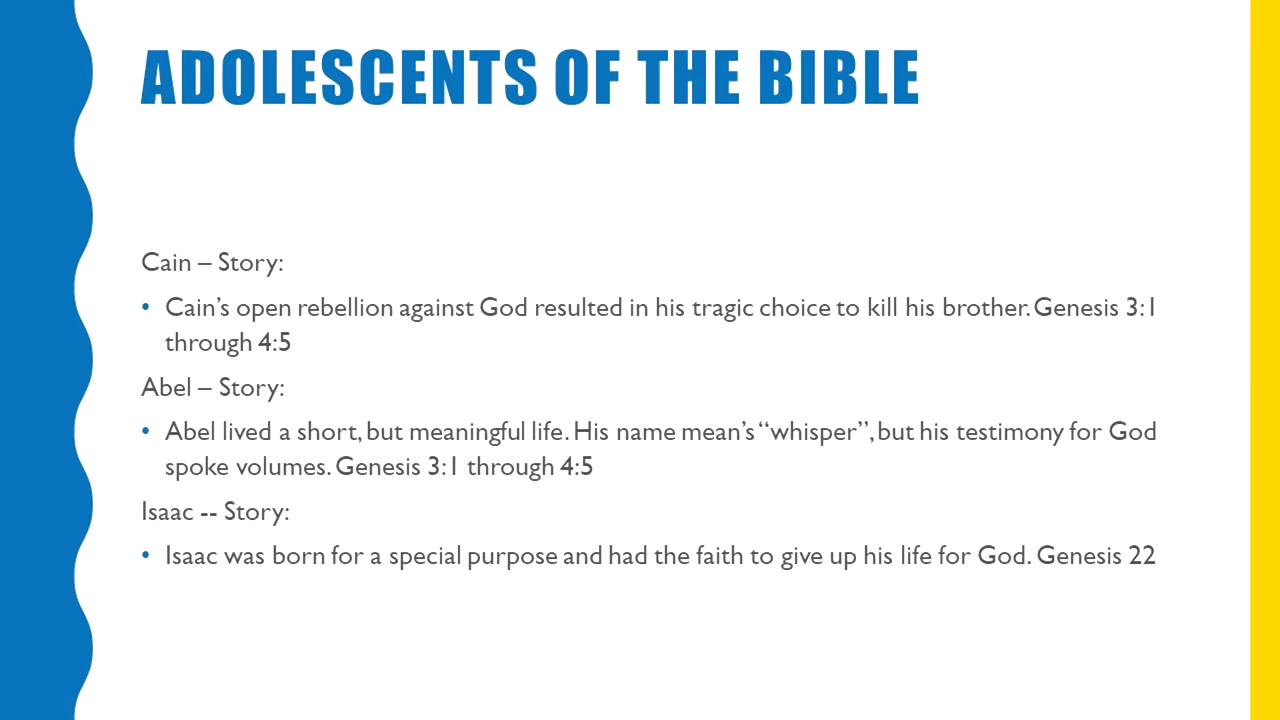 ADOLESCENTS OF THE BIBLE
Cain – Story:
• Cain’s open rebellion against God resulted in his tragic choice to kill his brother. Genesis 3:1
through 4:5
Abel – Story:
• Abel lived a short, but meaningful life. His name mean’s “whisper”, but his testimony for God
spoke volumes. Genesis 3:1 through 4:5
Isaac -- Story:
• Isaac was born for a special purpose and had the faith to give up his life for God. Genesis 22